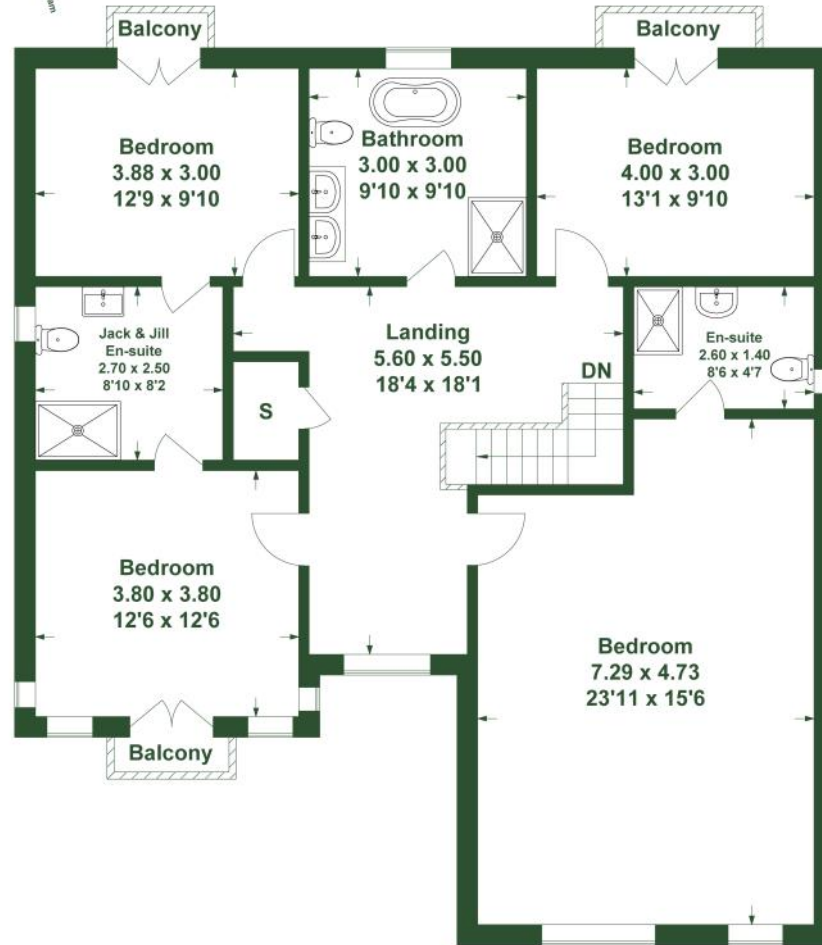 Balcony
Balcony
Bedroom
3.88 x 3.00
12'9 x 9'10
Bathroom
3.00 x 3.00
9'10 x 9'10
Bedroom
4.00 x 3.00
13'1 x 9'10
Jack & Jill
En-suite
2.70 x 2.50
8'10 x 8'2
Landing
5.60 x 5.50
18'4 x 18'1
DN
En-suite
2.60 x 1.40
8'6 x 4'7
S
Bedroom
3.80 x 3.80
12'6 x 12'6
Bedroom
7.29 x 4.73
23'11 x 15'6
Balcony